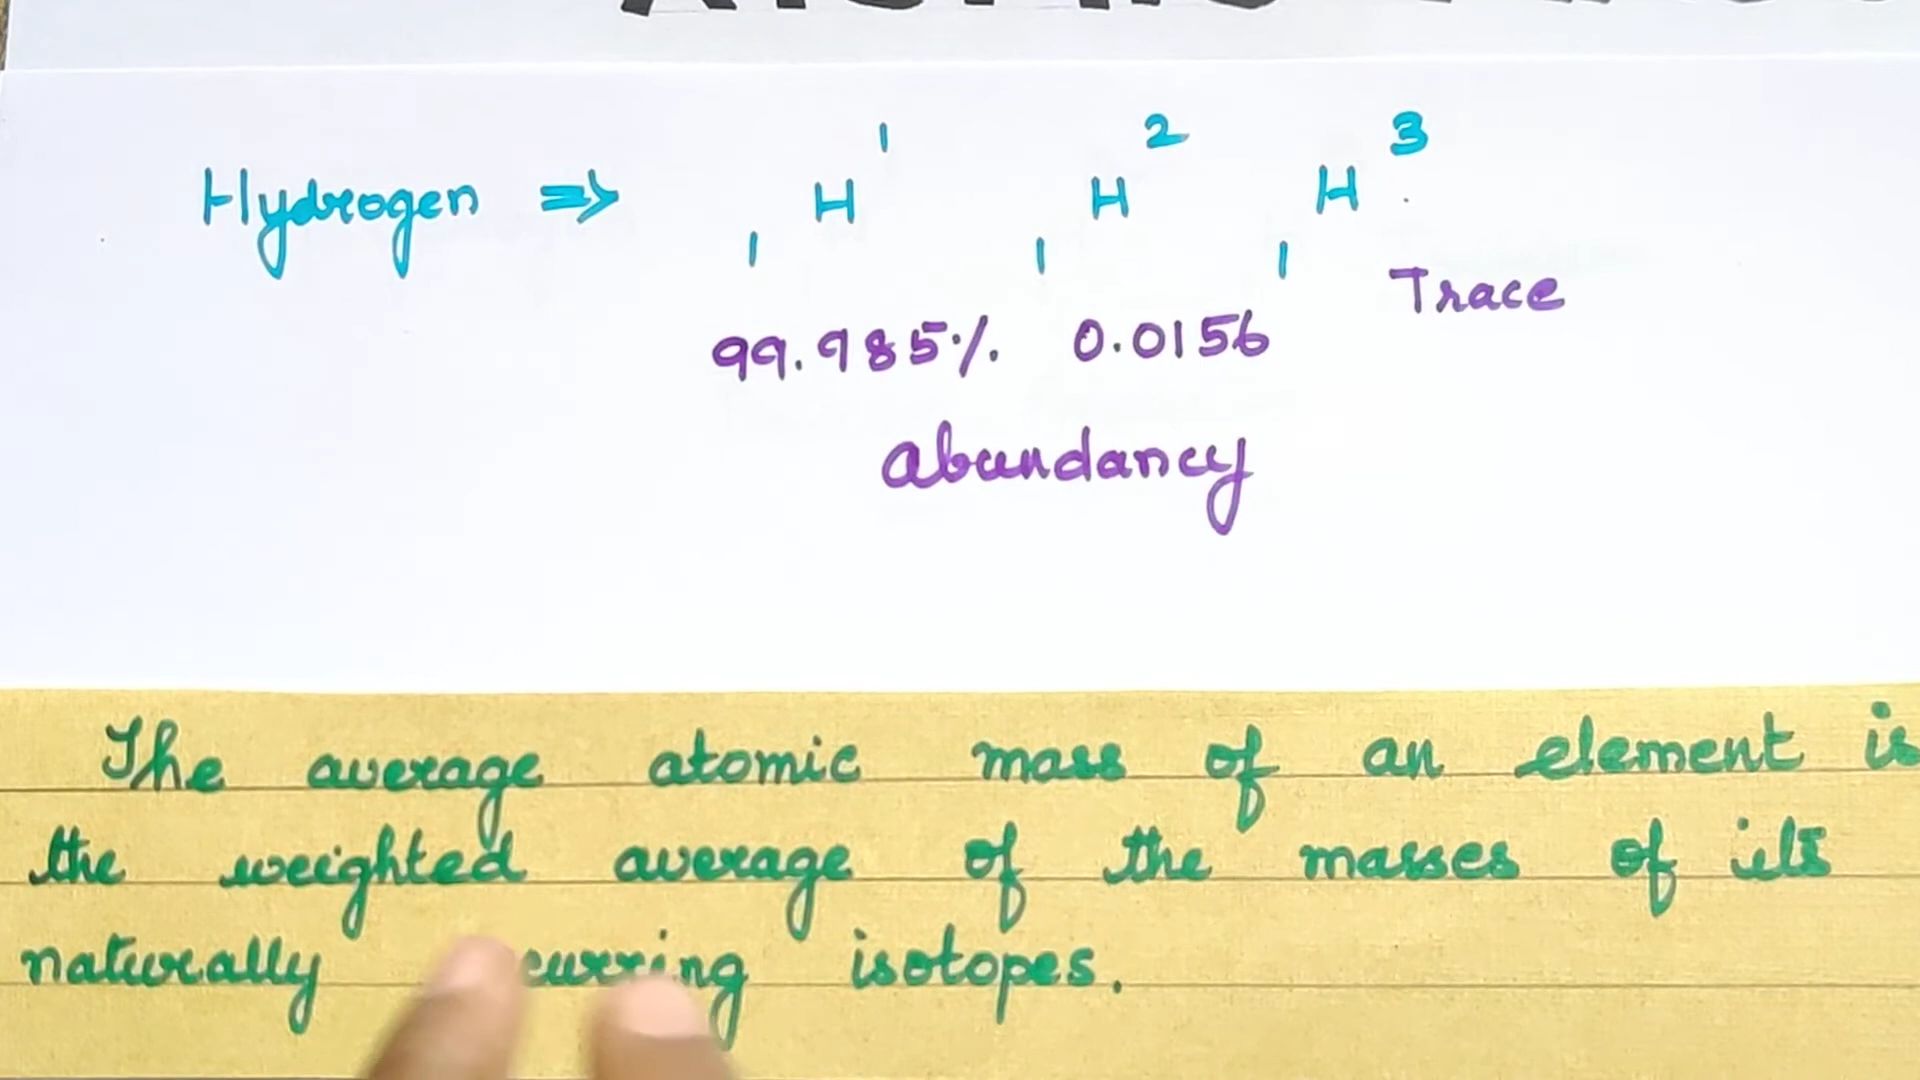 Hydrogen ⇒ ₁H¹ ₁H² ₁H³
99.985% 0.0156 Trace
abundancy
The average atomic mass of an element is
the weighted average of the masses of its
naturally curring isotopes.